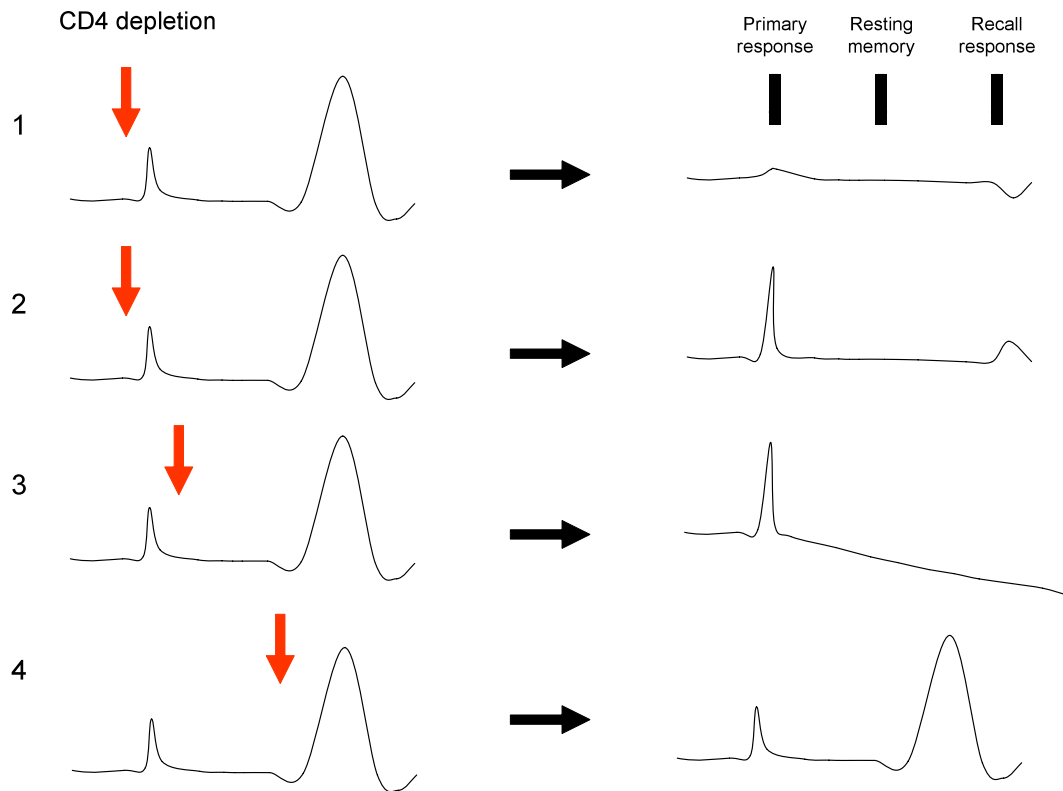 CD4 depletion
Primary
response
Resting
memory
Recall
response
1
2
3
4